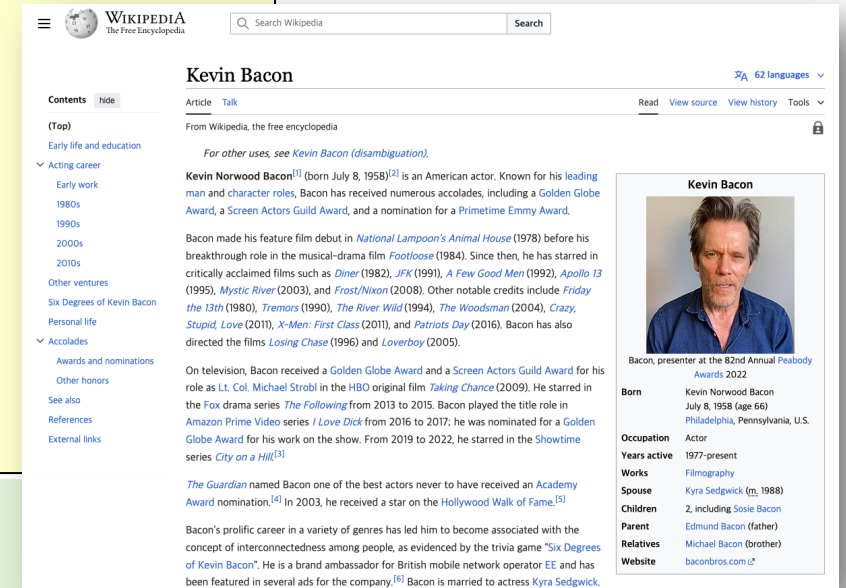 WIKIPEDIA
The Free Encyclopedia
Search Wikipedia
Search
Kevin Bacon
62 languages
Contents hide
(Top)
Early life and education
Acting career
Early work
1980s
1990s
2000s
2010s
Other ventures
Six Degrees of Kevin Bacon
Personal life
Accolades
Awards and nominations
Other honors
See also
References
External links
Article Talk
Read View source View history Tools
From Wikipedia, the free encyclopedia
For other uses, see Kevin Bacon (disambiguation).
Kevin Norwood Bacon[1] (born July 8, 1958)[2] is an American actor. Known for his leading
man and character roles, Bacon has received numerous accolades, including a Golden Globe
Award, a Screen Actors Guild Award, and a nomination for a Primetime Emmy Award.
Bacon made his feature film debut in National Lampoon's Animal House (1978) before his
breakthrough role in the musical-drama film Footloose (1984). Since then, he has starred in
critically acclaimed films such as Diner (1982), JFK (1991), A Few Good Men (1992), Apollo 13
(1995), Mystic River (2003), and Frost/Nixon (2008). Other notable credits include Friday
the 13th (1980), Tremors (1990), The River Wild (1994), The Woodsman (2004), Crazy,
Stupid, Love (2011), X-Men: First Class (2011), and Patriots Day (2016). Bacon has also
directed the films Losing Chase (1996) and Loverboy (2005).
On television, Bacon received a Golden Globe Award and a Screen Actors Guild Award for his
role as Lt. Col. Michael Strobl in the HBO original film Taking Chance (2009). He starred in
the Fox drama series The Following from 2013 to 2015. Bacon played the title role in
Amazon Prime Video series I Love Dick from 2016 to 2017; he was nominated for a Golden
Globe Award for his work on the show. From 2019 to 2022, he starred in the Showtime
series City on a Hill.[3]
The Guardian named Bacon one of the best actors never to have received an Academy
Award nomination.[4] In 2003, he received a star on the Hollywood Walk of Fame.[5]
Bacon's prolific career in a variety of genres has led him to become associated with the
concept of interconnectedness among people, as evidenced by the trivia game "Six Degrees
of Kevin Bacon". He is a brand ambassador for British mobile network operator EE and has
been featured in several ads for the company.[6] Bacon is married to actress Kyra Sedgwick.
Kevin Bacon
Bacon, presenter at the 82nd Annual Peabody
Awards 2022
Born Kevin Norwood Bacon
July 8, 1958 (age 66)
Philadelphia, Pennsylvania, U.S.
Occupation Actor
Years active 1977-present
Works Filmography
Spouse Kyra Sedgwick (m. 1988)
Children 2, including Sosie Bacon
Parent Edmund Bacon (father)
Relatives Michael Bacon (brother)
Website baconbros.com